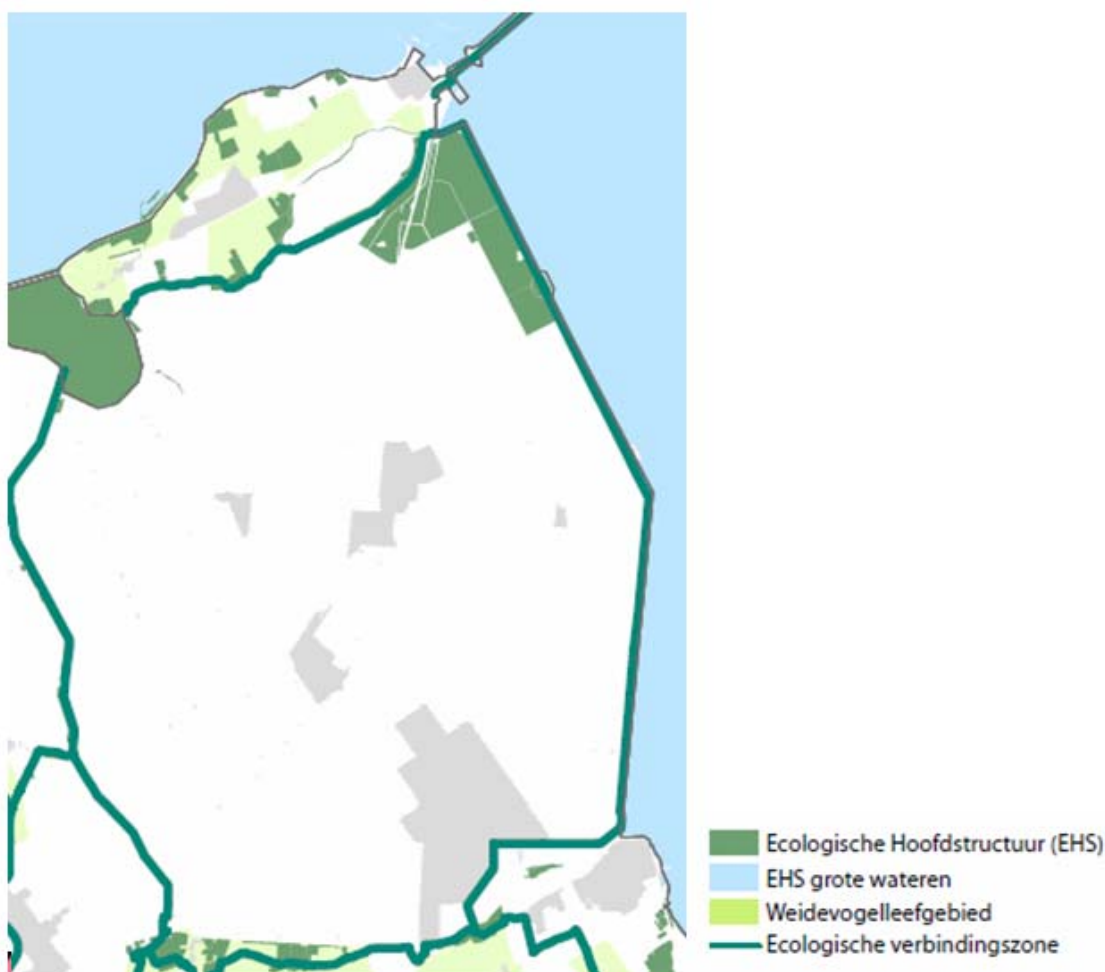 Ecologische Hoofdstructuur (EHS)
EHS grote wateren
Weidevogelleefgebied
Ecologische verbindingszone